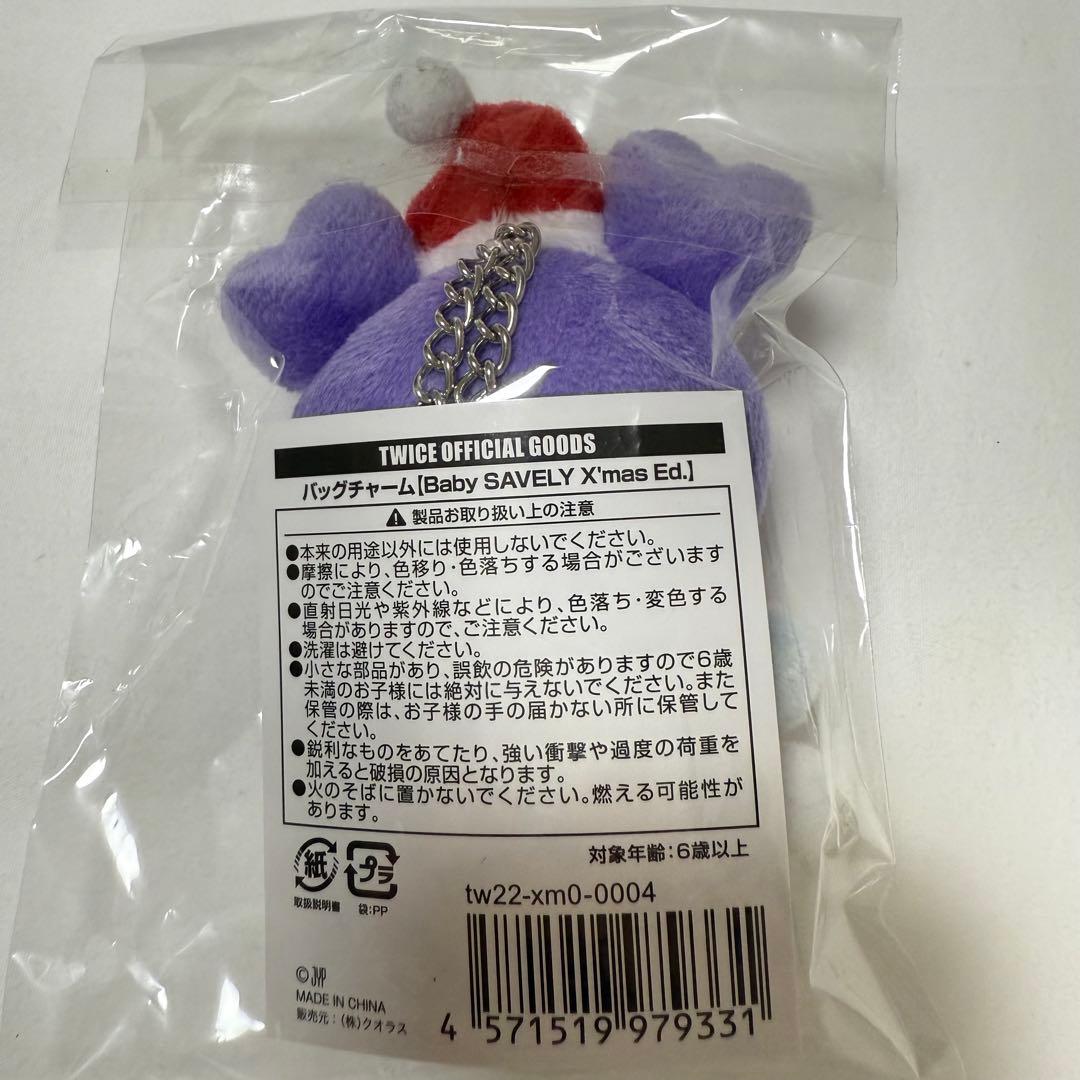 TWICE OFFICIAL GOODS
バッグチャーム【Baby SAVELY X'mas Ed.】
製品お取り扱い上の注意
●本来の用途以外には使用しないでください。
●摩擦により、色移り・色落ちする場合がございます
のでご注意ください。
●直射日光や紫外線などにより、色落ち・変色する
場合がありますので、ご注意ください。
●洗濯は避けてください。
●小さな部品があり、誤飲の危険がありますので6歳
未満のお子様には絶対に与えないでください。また
保管の際は、お子様の手の届かない所に保管して
ください。
●鋭利なものをあてたり、強い衝撃や過度の荷重を
加えると破損の原因となります。
●火のそばに置かないでください。燃える可能性が
あります。
対象年齢：6歳以上
紙 プラ
取扱説明書 袋：PP
tw22-xm0-0004
© JYP
MADE IN CHINA
販売元：(株)クオラス
4 571519 979331